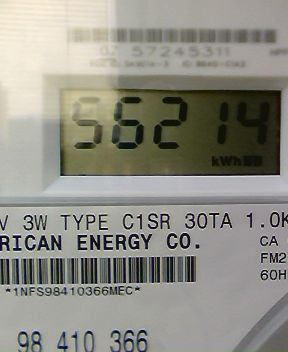 57245311
56214
kWh
V 3W TYPE C1SR 30TA 1.0K
RICAN ENERGY CO.
CA
FM2
60H
*1NFS98410366MEC*
98 410 366